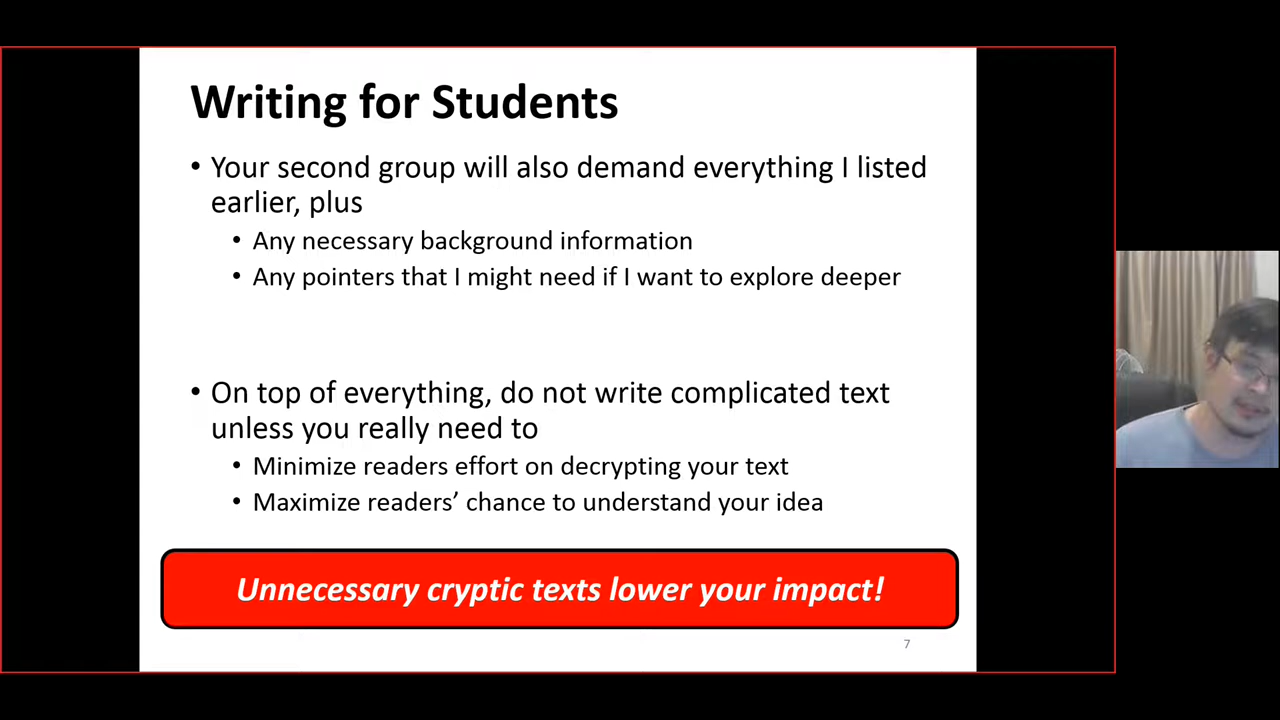 Writing for Students
• Your second group will also demand everything I listed
earlier, plus
• Any necessary background information
• Any pointers that I might need if I want to explore deeper
• On top of everything, do not write complicated text
unless you really need to
• Minimize readers effort on decrypting your text
• Maximize readers’ chance to understand your idea
Unnecessary cryptic texts lower your impact!
7